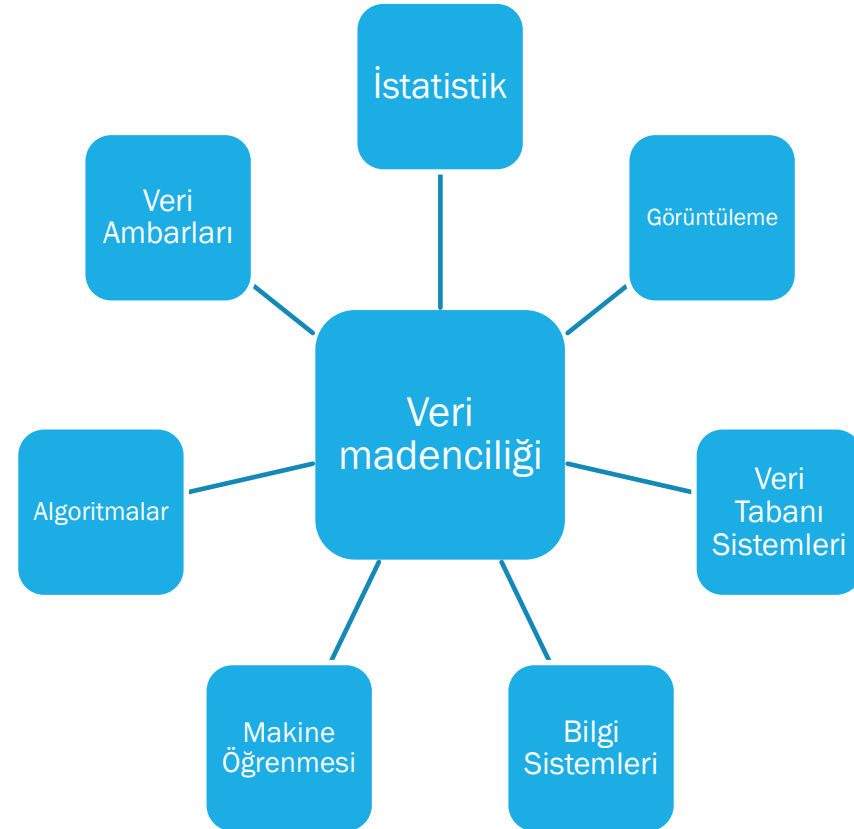 İstatistik
Veri
Ambarları
Görüntüleme
Veri
madenciliği
Algoritmalar
Veri
Tabanı
Sistemleri
Makine
Öğrenmesi
Bilgi
Sistemleri